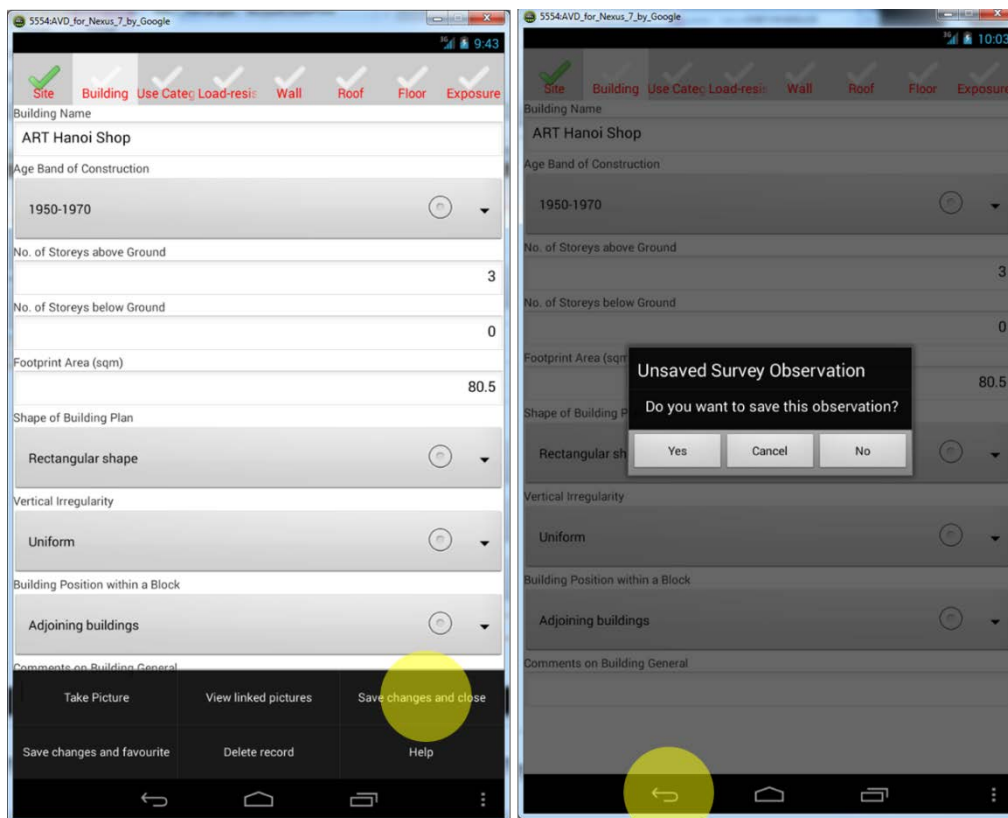 5554:AVD_for_Nexus_7_by_Google
3G 9:43
Site Building Use Categ Load-resis Wall Roof Floor Exposure
Building Name
ART Hanoi Shop
Age Band of Construction
1950-1970
No. of Storeys above Ground
3
No. of Storeys below Ground
0
Footprint Area (sqm)
80.5
Shape of Building Plan
Rectangular shape
Vertical Irregularity
Uniform
Building Position within a Block
Adjoining buildings
Comments on Building General
Take Picture View linked pictures Save changes and close
Save changes and favourite Delete record Help
5554:AVD_for_Nexus_7_by_Google
3G 10:03
Site Building Use Categ Load-resis Wall Roof Floor Exposure
Building Name
ART Hanoi Shop
Age Band of Construction
1950-1970
No. of Storeys above Ground
3
No. of Storeys below Ground
0
Footprint Area (sqm
80.5
Unsaved Survey Observation
Do you want to save this observation?
Yes Cancel No
Shape of Building P
Rectangular sh
Vertical Irregularity
Uniform
Building Position within a Block
Adjoining buildings
Comments on Building General